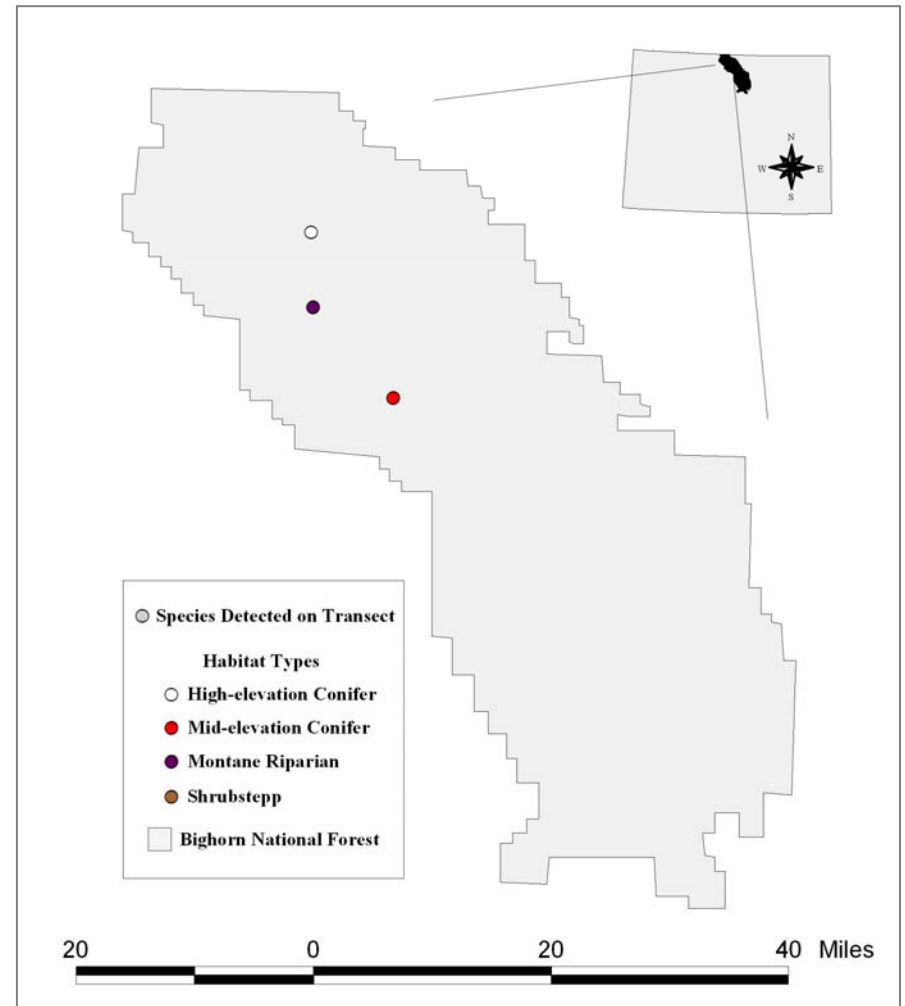 N
W E
S
Species Detected on Transect
Habitat Types
High-elevation Conifer
Mid-elevation Conifer
Montane Riparian
Shrubstepp
Bighorn National Forest
20 0 20 40 Miles